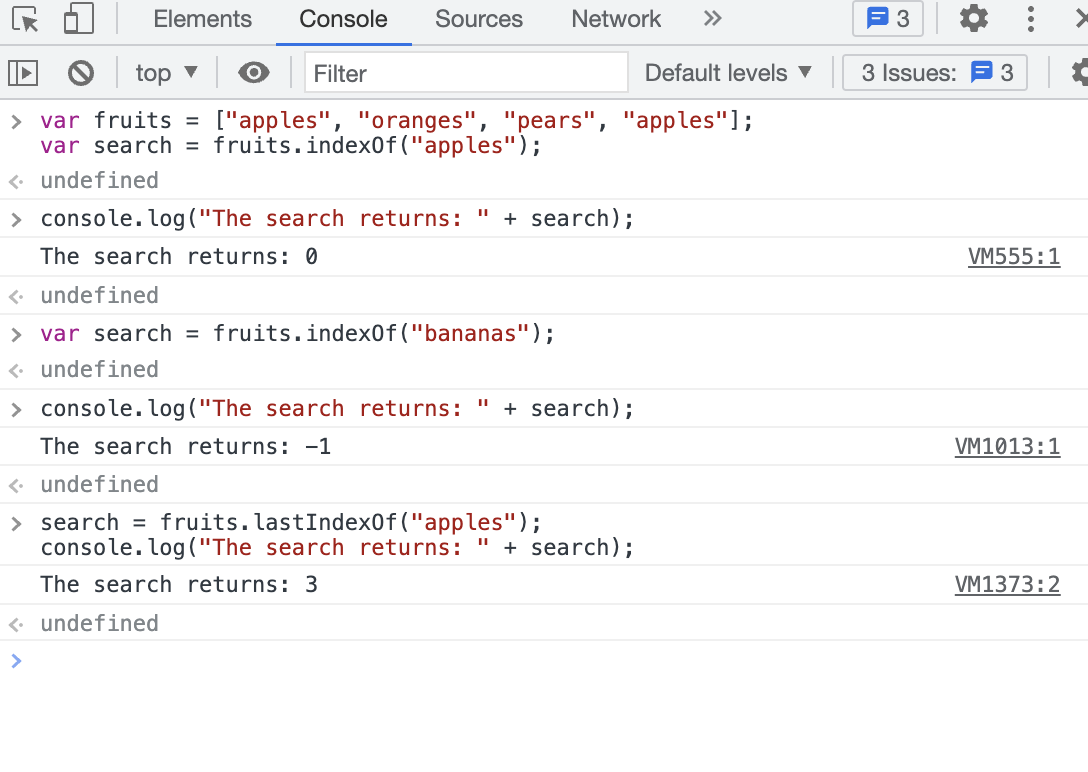 Elements Console Sources Network 3
top Filter Default levels 3 Issues: 3
var fruits = ["apples", "oranges", "pears", "apples"];
var search = fruits.indexOf("apples");
undefined
console.log("The search returns: " + search);
The search returns: 0 VM555:1
undefined
var search = fruits.indexOf("bananas");
undefined
console.log("The search returns: " + search);
The search returns: -1 VM1013:1
undefined
search = fruits.lastIndexOf("apples");
console.log("The search returns: " + search);
The search returns: 3 VM1373:2
undefined